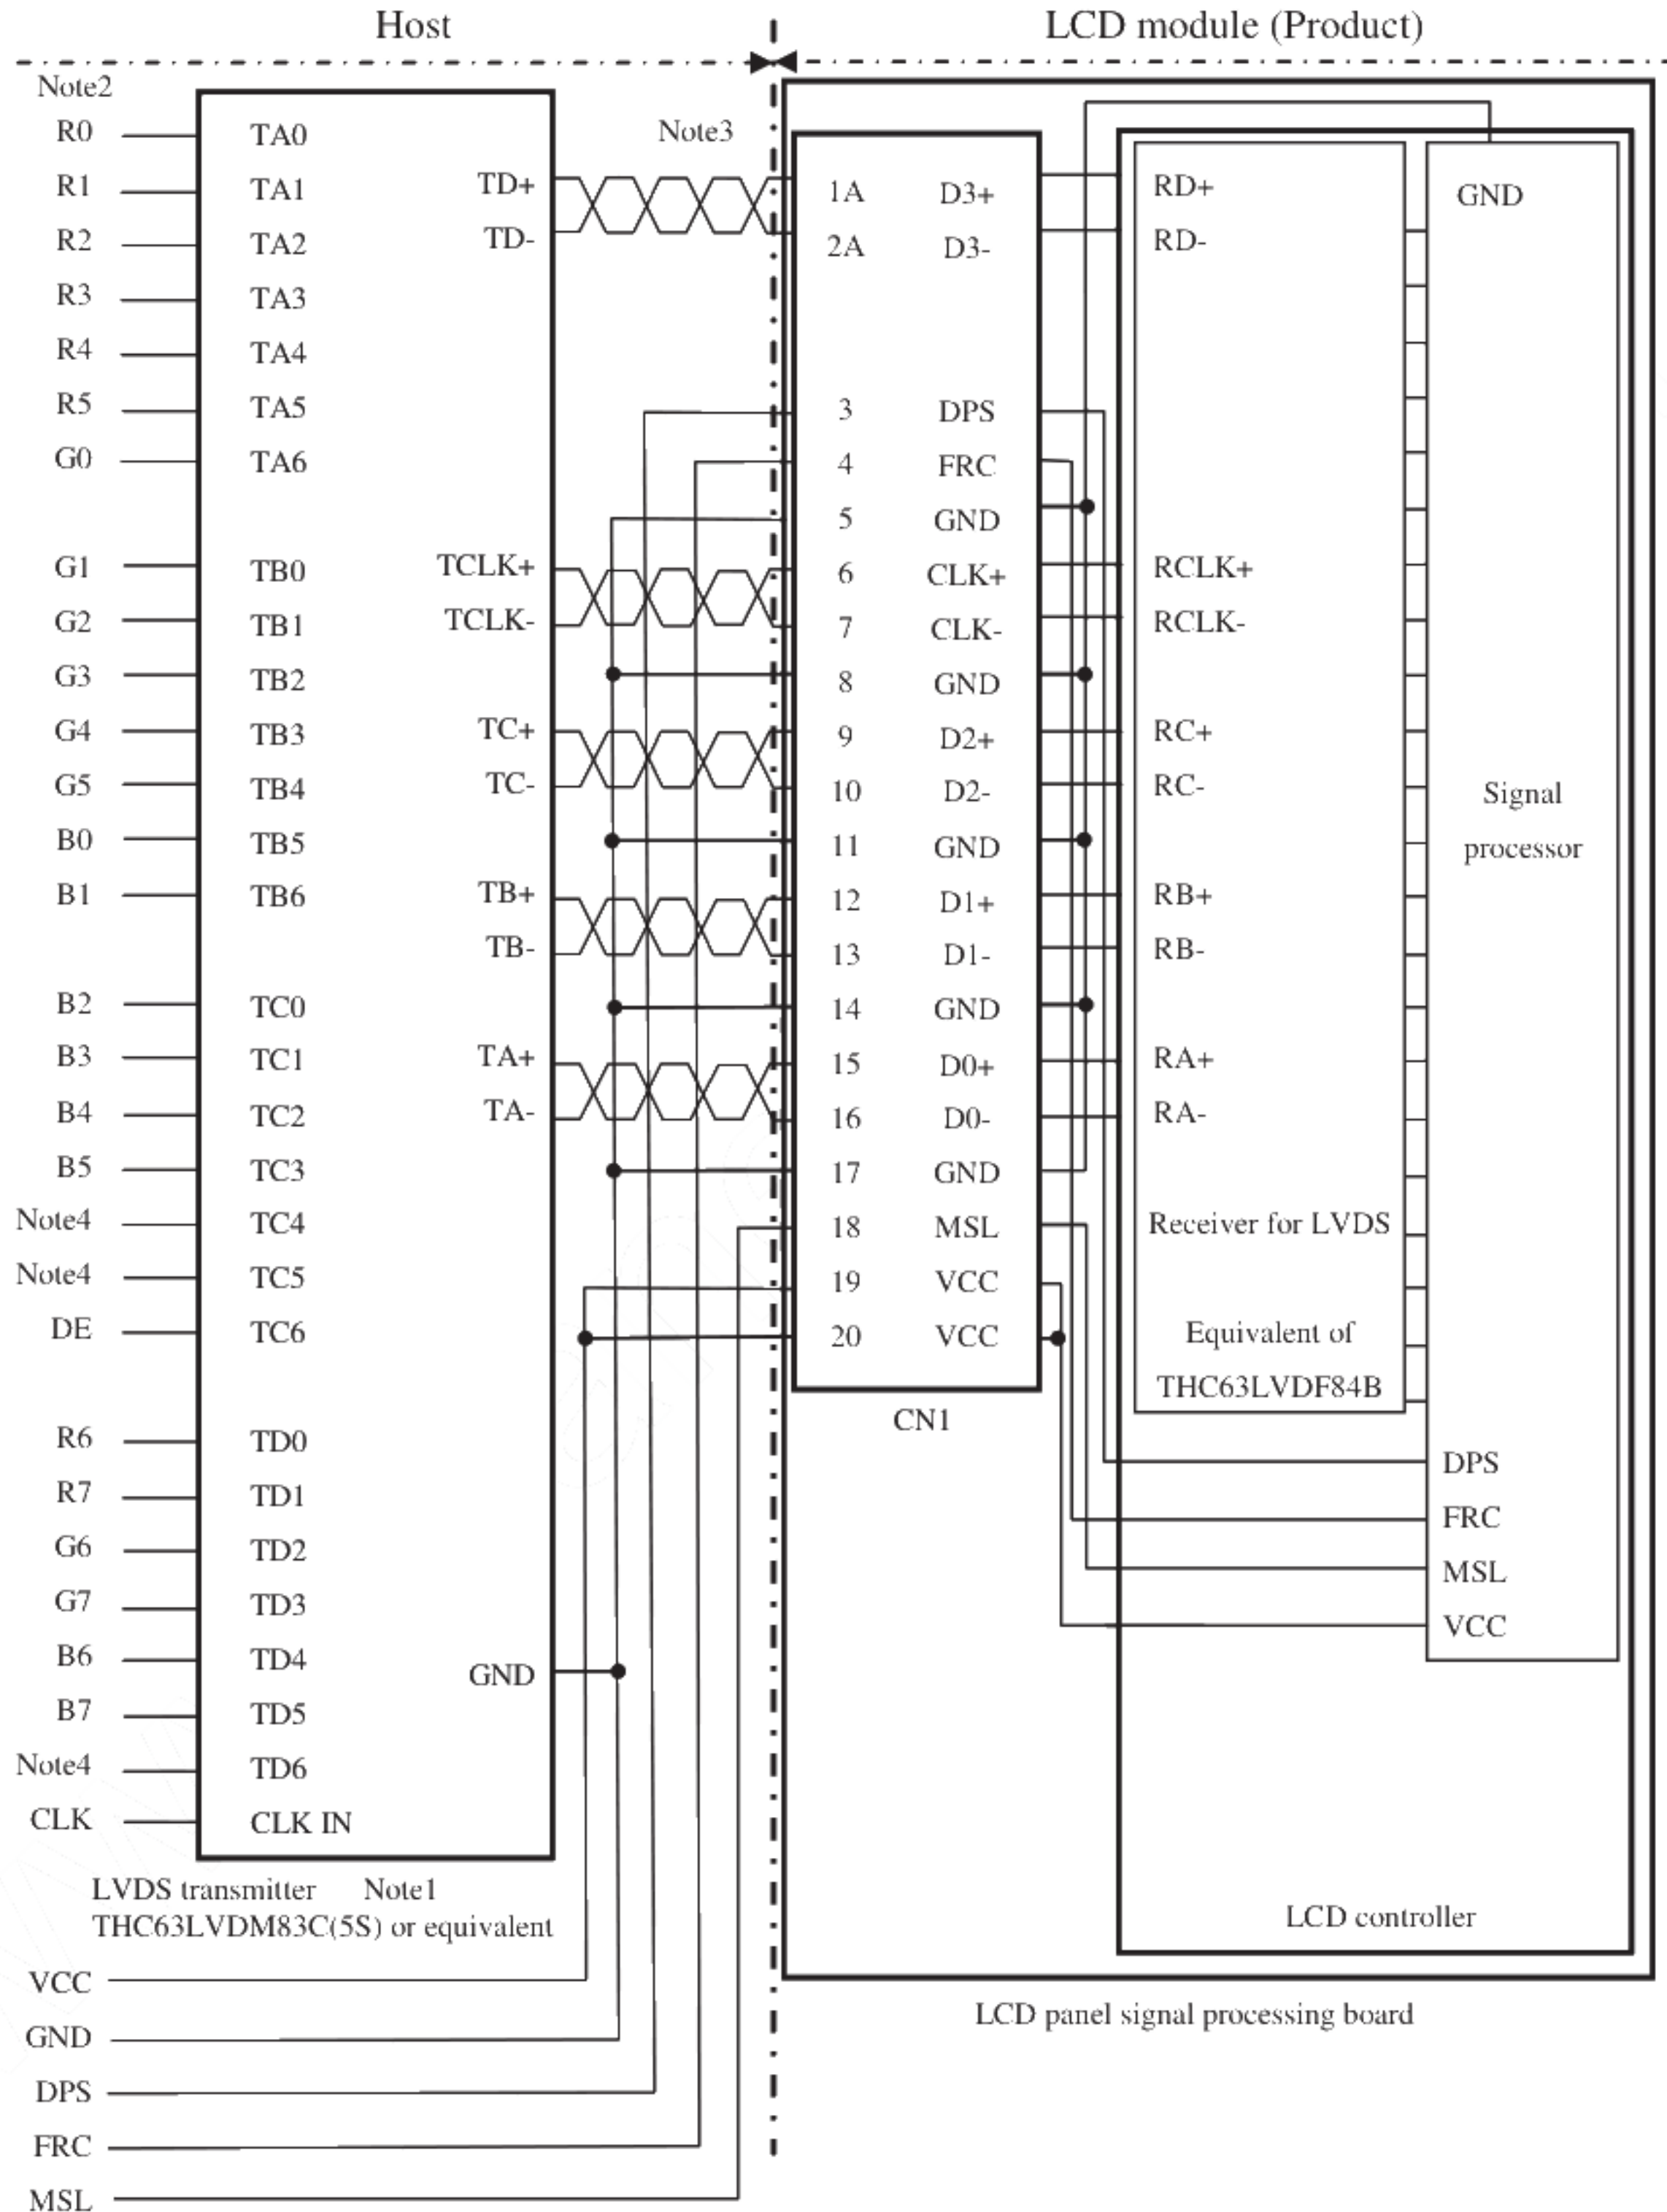 Host
LCD module (Product)
Note2
R0 TA0
R1 TA1
R2 TA2
R3 TA3
R4 TA4
R5 TA5
G0 TA6
G1 TB0
G2 TB1
G3 TB2
G4 TB3
G5 TB4
B0 TB5
B1 TB6
B2 TC0
B3 TC1
B4 TC2
B5 TC3
Note4 TC4
Note4 TC5
DE TC6
R6 TD0
R7 TD1
G6 TD2
G7 TD3
B6 TD4
B7 TD5
Note4 TD6
CLK CLK IN
TD+
TD-
TCLK+
TCLK-
TC+
TC-
TB+
TB-
TA+
TA-
GND
LVDS transmitter Note1
THC63LVDM83C(5S) or equivalent
VCC
GND
DPS
FRC
MSL
Note3
1A D3+
2A D3-
3 DPS
4 FRC
5 GND
6 CLK+
7 CLK-
8 GND
9 D2+
10 D2-
11 GND
12 D1+
13 D1-
14 GND
15 D0+
16 D0-
17 GND
18 MSL
19 VCC
20 VCC
CN1
RD+
RD-
RCLK+
RCLK-
RC+
RC-
RB+
RB-
RA+
RA-
Receiver for LVDS
Equivalent of
THC63LVDF84B
GND
Signal
processor
DPS
FRC
MSL
VCC
LCD controller
LCD panel signal processing board